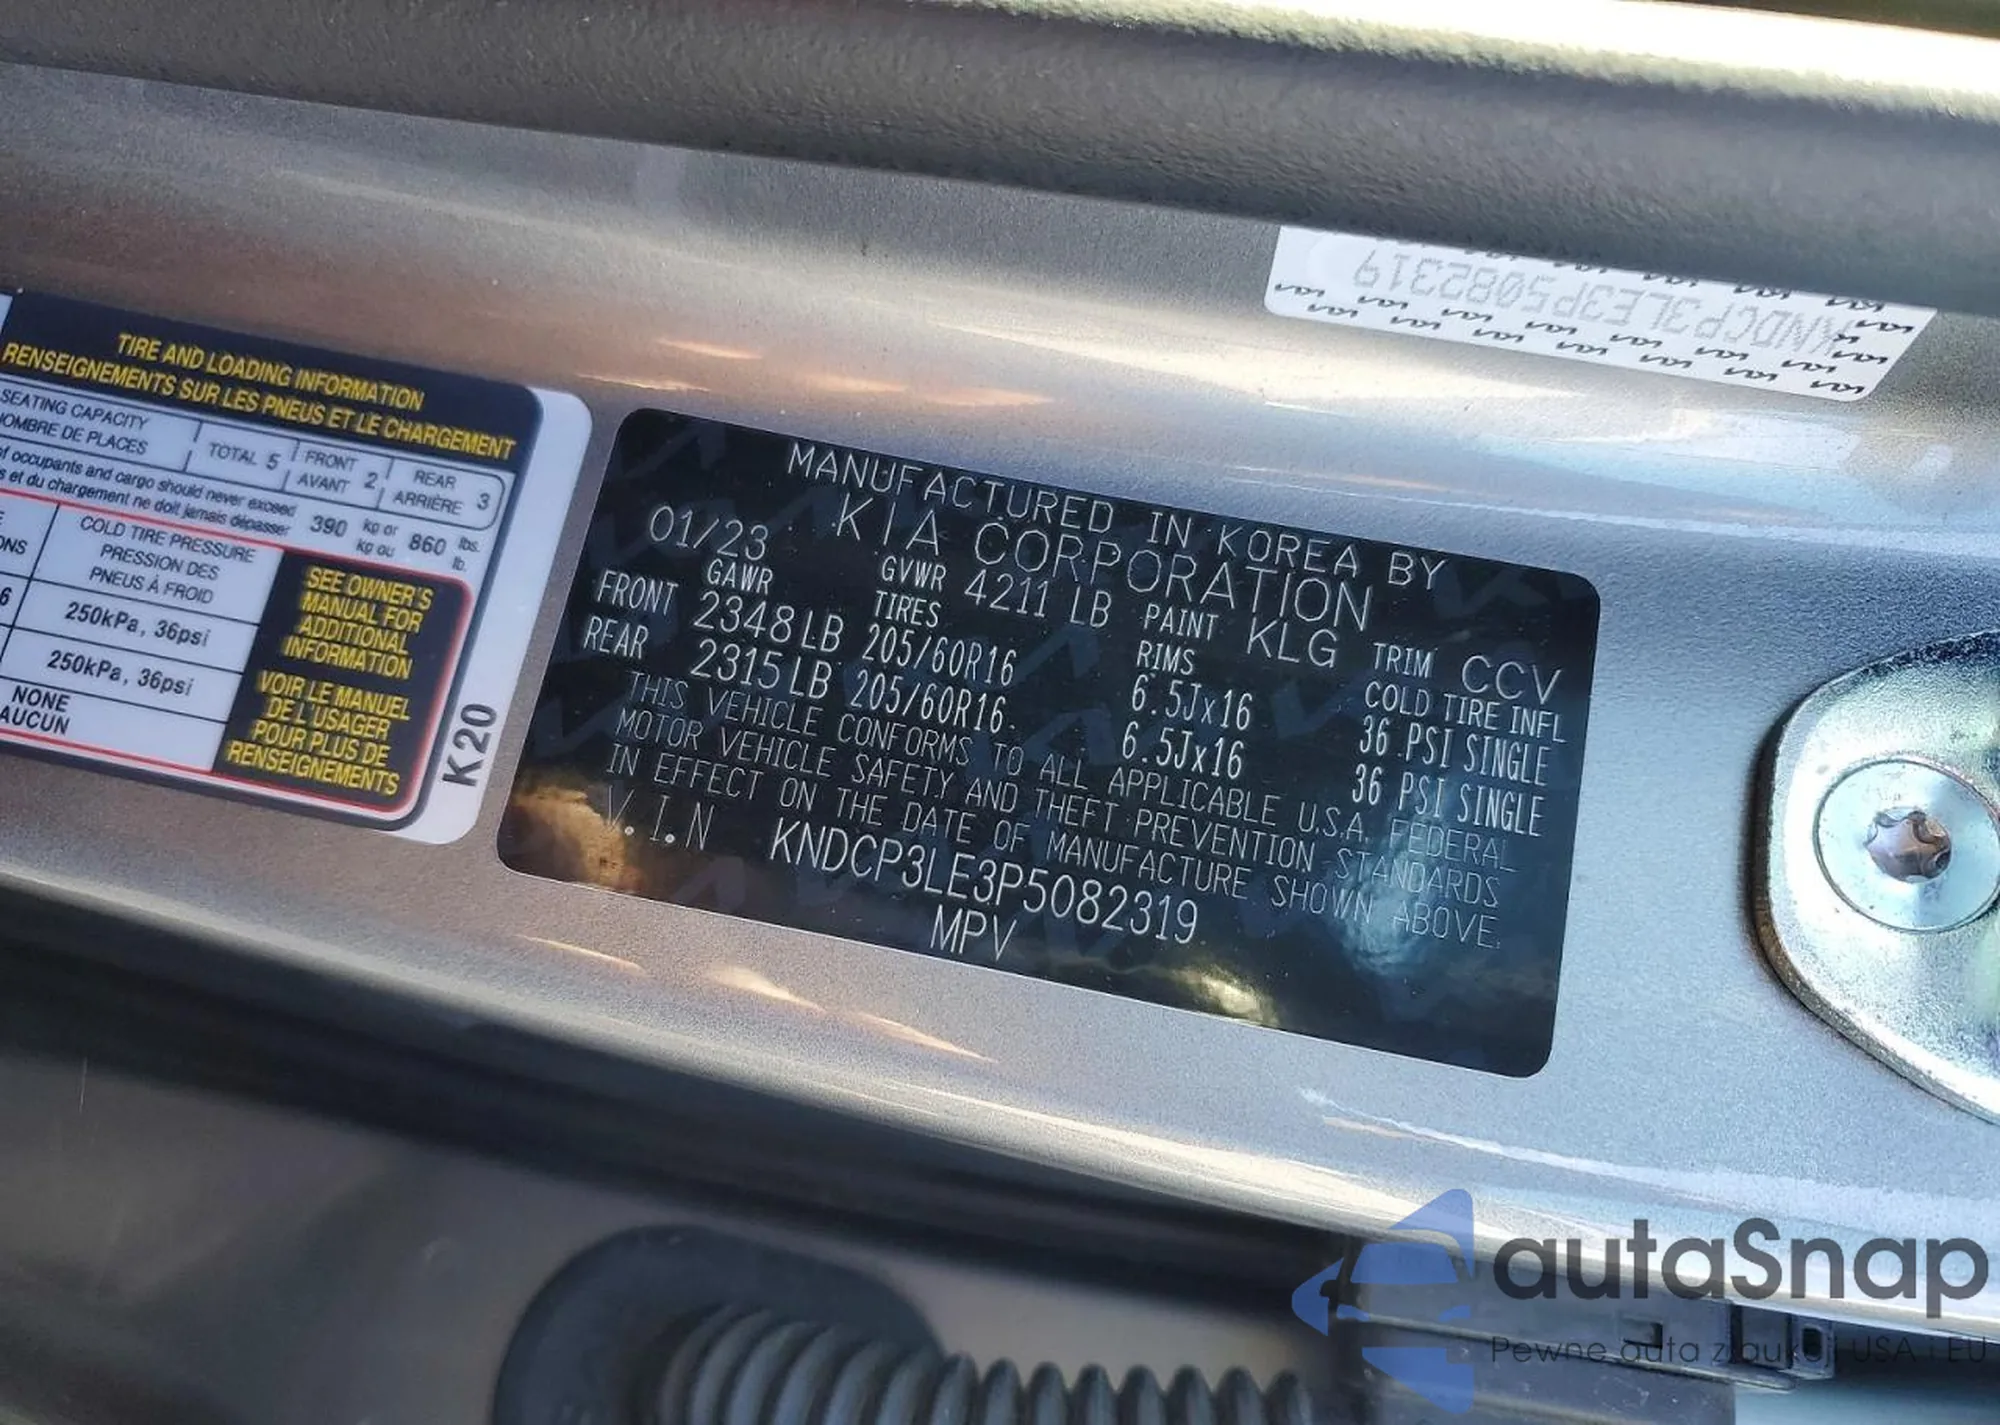 KNDCP3LE3P5082319
TIRE AND LOADING INFORMATION
RENSEIGNEMENTS SUR LES PNEUS ET LE CHARGEMENT
SEATING CAPACITY
NOMBRE DE PLACES
TOTAL 5
FRONT
AVANT 2
REAR
ARRIÈRE 3
of occupants and cargo should never exceed
et du chargement ne doit jamais dépasser
390 kg or
kg ou
860 lbs.
lb.
COLD TIRE PRESSURE
PRESSION DES
PNEUS À FROID
250kPa, 36psi
250kPa, 36psi
NONE
AUCUN
SEE OWNER'S
MANUAL FOR
ADDITIONAL
INFORMATION
VOIR LE MANUEL
DE L'USAGER
POUR PLUS DE
RENSEIGNEMENTS
K20
MANUFACTURED IN KOREA BY
KIA CORPORATION
01/23
GAWR GVWR 4211 LB PAINT KLG TRIM CCV
TIRES RIMS COLD TIRE INFL
FRONT 2348 LB 205/60R16 6.5Jx16 36 PSI SINGLE
REAR 2315 LB 205/60R16 6.5Jx16 36 PSI SINGLE
THIS VEHICLE CONFORMS TO ALL APPLICABLE U.S.A. FEDERAL
MOTOR VEHICLE SAFETY AND THEFT PREVENTION STANDARDS
IN EFFECT ON THE DATE OF MANUFACTURE SHOWN ABOVE.
V.I.N KNDCP3LE3P5082319
MPV
autaSnap
Pewne auta z aukcji USA i EU